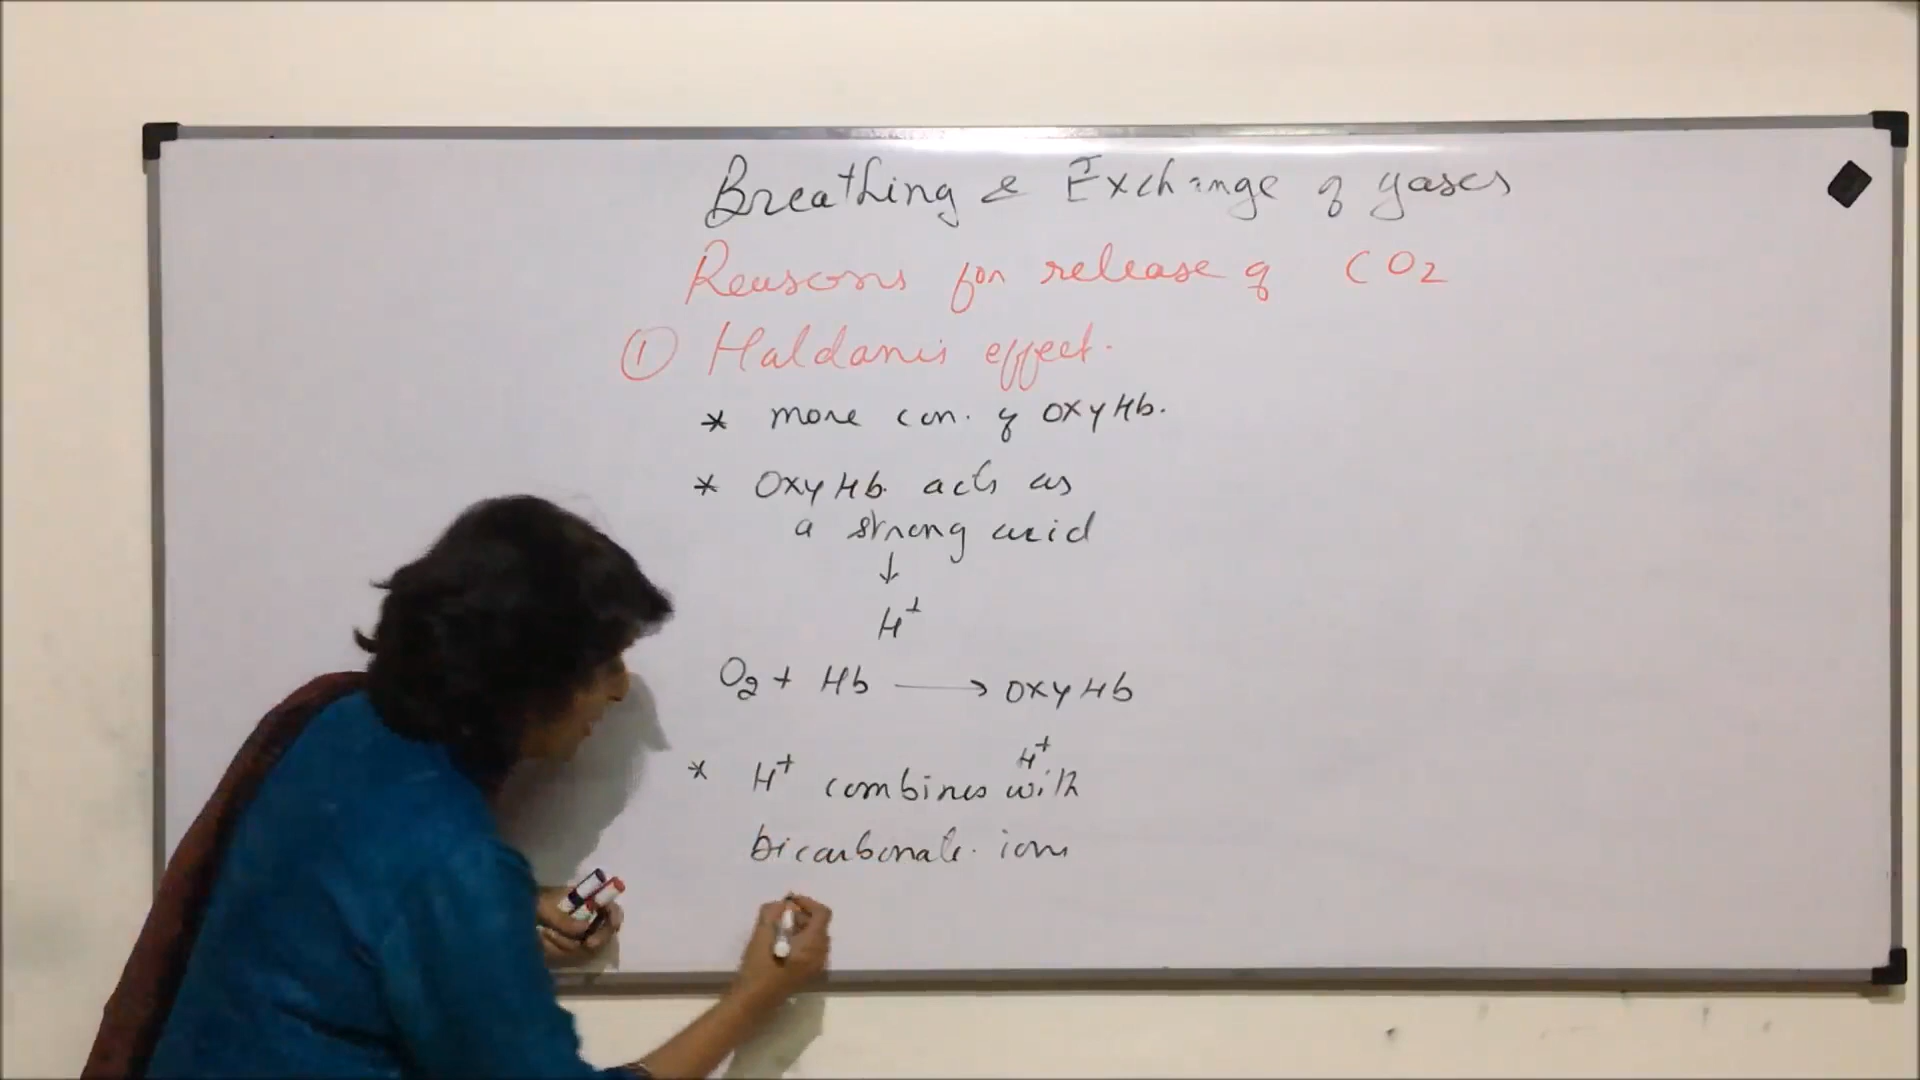 Breathing & Exchange of gases
Reasons for release of CO2
① Haldane's effect.
* more con. of OxyHb.
* OxyHb. acts as
a strong acid
↓
H+
O2 + Hb → OxyHb
H+
* H+ combines with
bicarbonate. ions